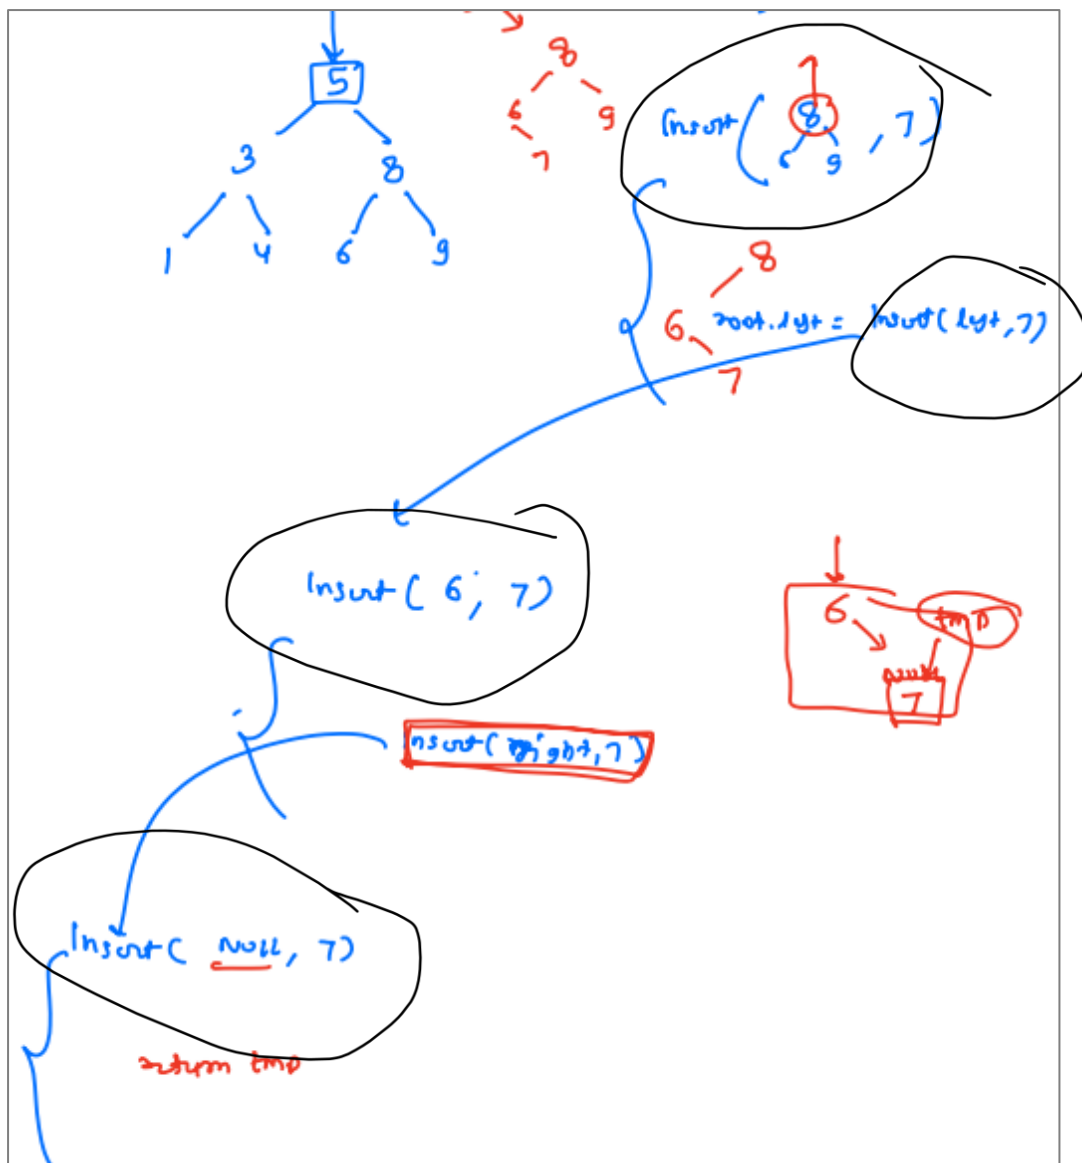 5
8
3 8
6 9
7
1 4 6 9
Insert( 8 , 7)
6 9
8
6 root.left = Insert(left, 7)
7
Insert( 6, 7)
6 tmp
NULL
7
Insert(right, 7)
Insert( NULL, 7)
return tmp